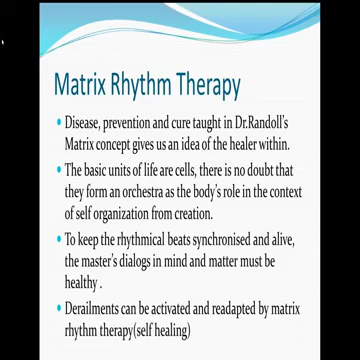 Matrix Rhythm Therapy
Disease, prevention and cure taught in Dr.Randoll's
Matrix concept gives us an idea of the healer within.
The basic units of life are cells, there is no doubt that
they form an orchestra as the body's role in the context
of self organization from creation.
To keep the rhythmical beats synchronised and alive,
the master's dialogs in mind and matter must be
healthy .
Derailments can be activated and readapted by matrix
rhythm therapy(self healing)